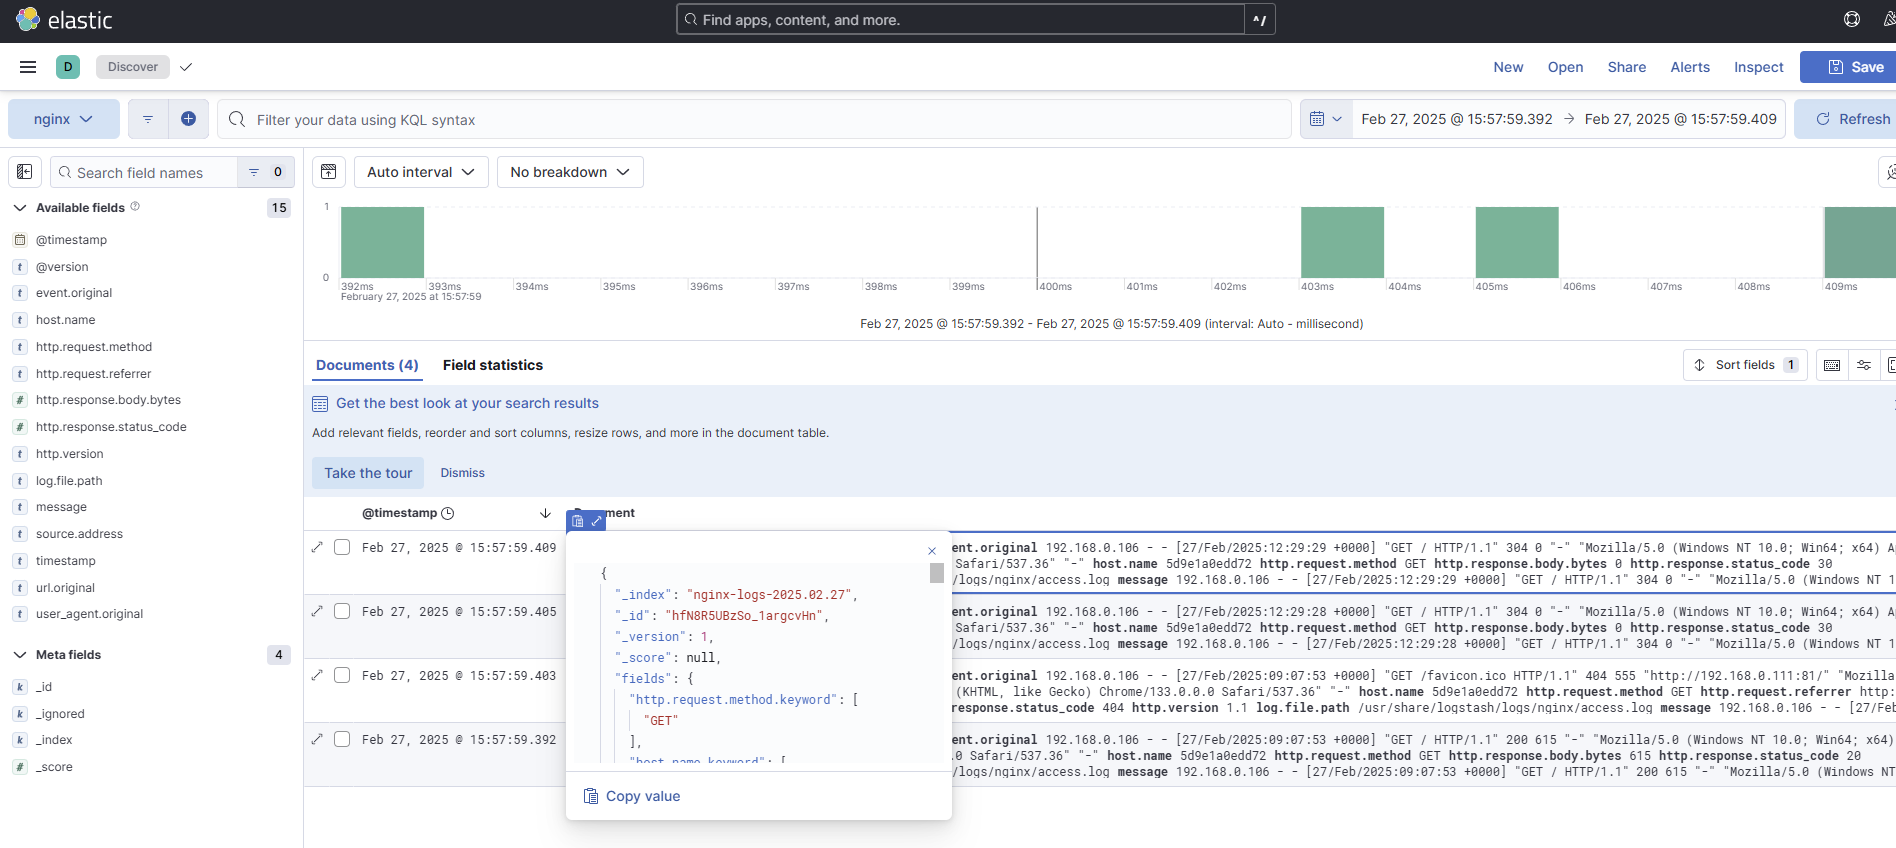 elastic
Find apps, content, and more.
^/
D
Discover
New
Open
Share
Alerts
Inspect
Save
nginx
Filter your data using KQL syntax
Feb 27, 2025 @ 15:57:59.392 → Feb 27, 2025 @ 15:57:59.409
Refresh
Search field names
0
Auto interval
No breakdown
Available fields
15
@timestamp
@version
event.original
host.name
http.request.method
http.request.referrer
http.response.body.bytes
http.response.status_code
http.version
log.file.path
message
source.address
timestamp
url.original
user_agent.original
Meta fields
4
_id
_ignored
_index
_score
1
0
392ms 393ms 394ms 395ms 396ms 397ms 398ms 399ms 400ms 401ms 402ms 403ms 404ms 405ms 406ms 407ms 408ms 409ms
February 27, 2025 at 15:57:59
Feb 27, 2025 @ 15:57:59.392 - Feb 27, 2025 @ 15:57:59.409 (interval: Auto - millisecond)
Documents (4)
Field statistics
Sort fields 1
Get the best look at your search results
Add relevant fields, reorder and sort columns, resize rows, and more in the document table.
Take the tour
Dismiss
@timestamp
Feb 27, 2025 @ 15:57:59.409
ent.original 192.168.0.106 - - [27/Feb/2025:12:29:29 +0000] "GET / HTTP/1.1" 304 0 "-" "Mozilla/5.0 (Windows NT 10.0; Win64; x64) A
Safari/537.36" "-" host.name 5d9e1a0edd72 http.request.method GET http.response.body.bytes 0 http.response.status_code 30
/logs/nginx/access.log message 192.168.0.106 - - [27/Feb/2025:12:29:29 +0000] "GET / HTTP/1.1" 304 0 "-" "Mozilla/5.0 (Windows NT 1
Feb 27, 2025 @ 15:57:59.405
ent.original 192.168.0.106 - - [27/Feb/2025:12:29:28 +0000] "GET / HTTP/1.1" 304 0 "-" "Mozilla/5.0 (Windows NT 10.0; Win64; x64) A
Safari/537.36" "-" host.name 5d9e1a0edd72 http.request.method GET http.response.body.bytes 0 http.response.status_code 30
/logs/nginx/access.log message 192.168.0.106 - - [27/Feb/2025:12:29:28 +0000] "GET / HTTP/1.1" 304 0 "-" "Mozilla/5.0 (Windows NT 1
Feb 27, 2025 @ 15:57:59.403
ent.original 192.168.0.106 - - [27/Feb/2025:09:07:53 +0000] "GET /favicon.ico HTTP/1.1" 404 555 "http://192.168.0.111:81/" "Mozilla
(KHTML, like Gecko) Chrome/133.0.0.0 Safari/537.36" "-" host.name 5d9e1a0edd72 http.request.method GET http.request.referrer http:
response.status_code 404 http.version 1.1 log.file.path /usr/share/logstash/logs/nginx/access.log message 192.168.0.106 - - [27/Feb
Feb 27, 2025 @ 15:57:59.392
ent.original 192.168.0.106 - - [27/Feb/2025:09:07:53 +0000] "GET / HTTP/1.1" 200 615 "-" "Mozilla/5.0 (Windows NT 10.0; Win64; x64)
.0 Safari/537.36" "-" host.name 5d9e1a0edd72 http.request.method GET http.response.body.bytes 615 http.response.status_code 20
/logs/nginx/access.log message 192.168.0.106 - - [27/Feb/2025:09:07:53 +0000] "GET / HTTP/1.1" 200 615 "-" "Mozilla/5.0 (Windows NT
{
"_index": "nginx-logs-2025.02.27",
"_id": "hfN8R5UBzSo_1argcvHn",
"_version": 1,
"_score": null,
"fields": {
"http.request.method.keyword": [
"GET"
],
"host.name.keyword": [
Copy value